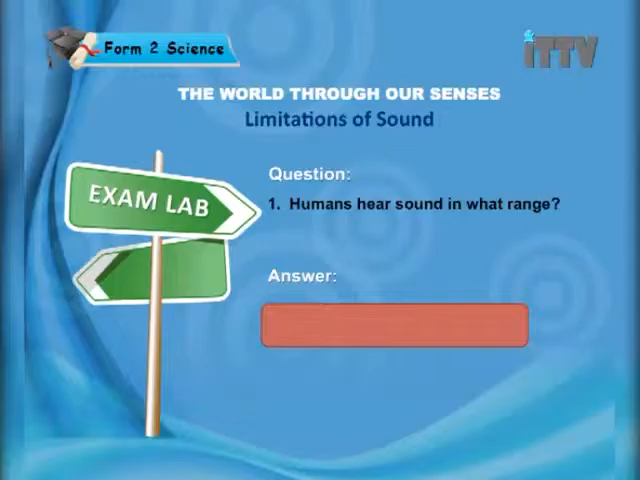 Form 2 Science
iTTV
THE WORLD THROUGH OUR SENSES
Limitations of Sound
EXAM LAB
Question:
1. Humans hear sound in what range?
Answer: